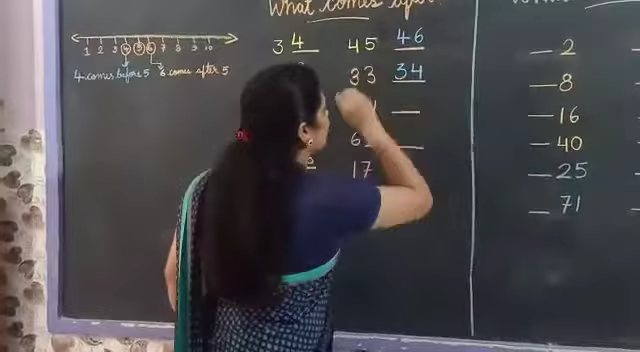 What comes after
1 2 3 4 5 6 7 8 9 10
4 comes before 5 6 comes after 5
3 4 45 46
33 34
17
_ 2
_ 8
_ 16
_ 40
_ 25
_ 71